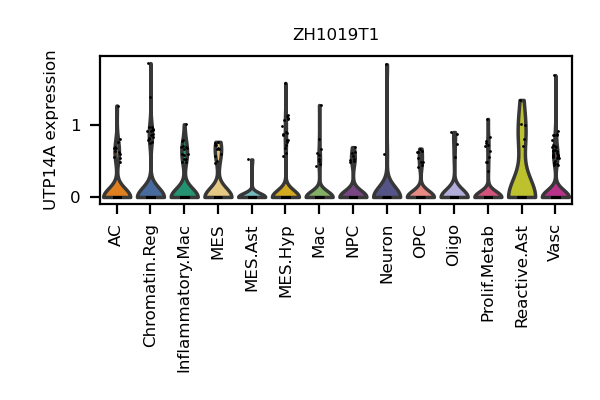 ZH1019T1
UTP14A expression
1
0
AC
Chromatin.Reg
Inflammatory.Mac
MES
MES.Ast
MES.Hyp
Mac
NPC
Neuron
OPC
Oligo
Prolif.Metab
Reactive.Ast
Vasc